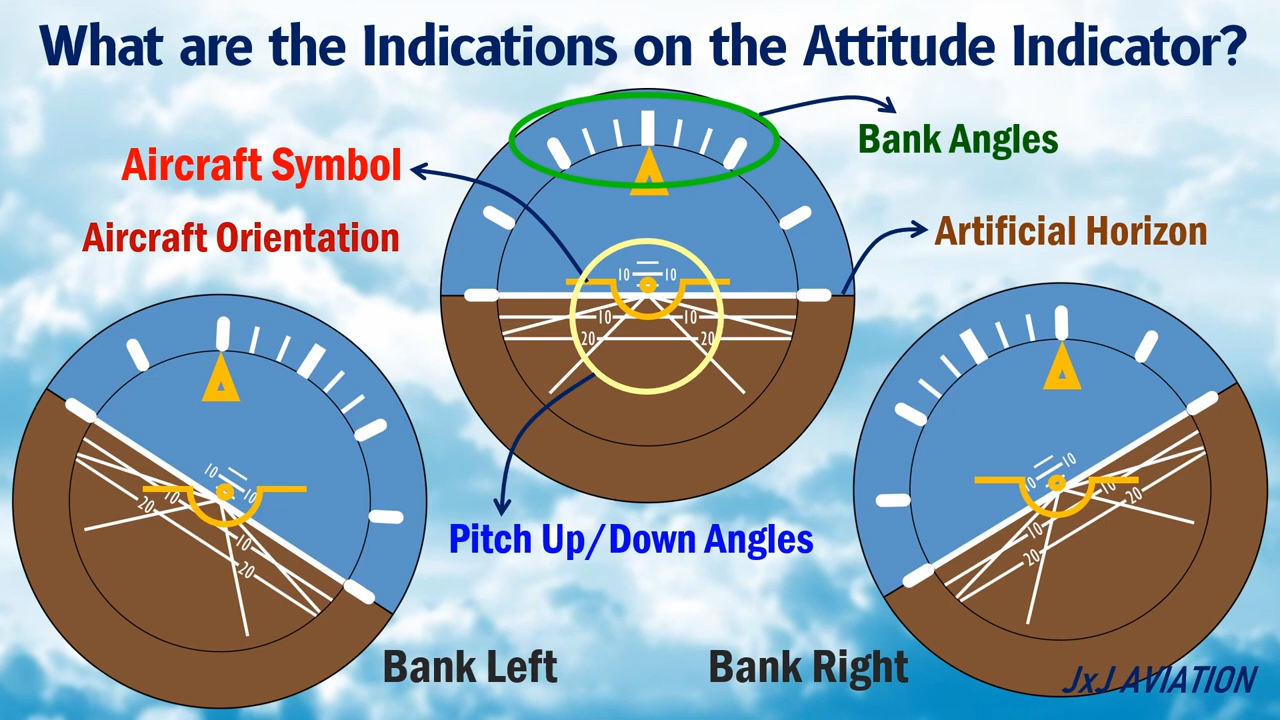 What are the Indications on the Attitude Indicator?
Bank Angles
Aircraft Symbol
Aircraft Orientation
Artificial Horizon
10 10
10 10
20 20
Pitch Up/Down Angles
10 10
20 10
10
20
10
10
10 20
10
20
Bank Left
Bank Right
JxJ AVIATION